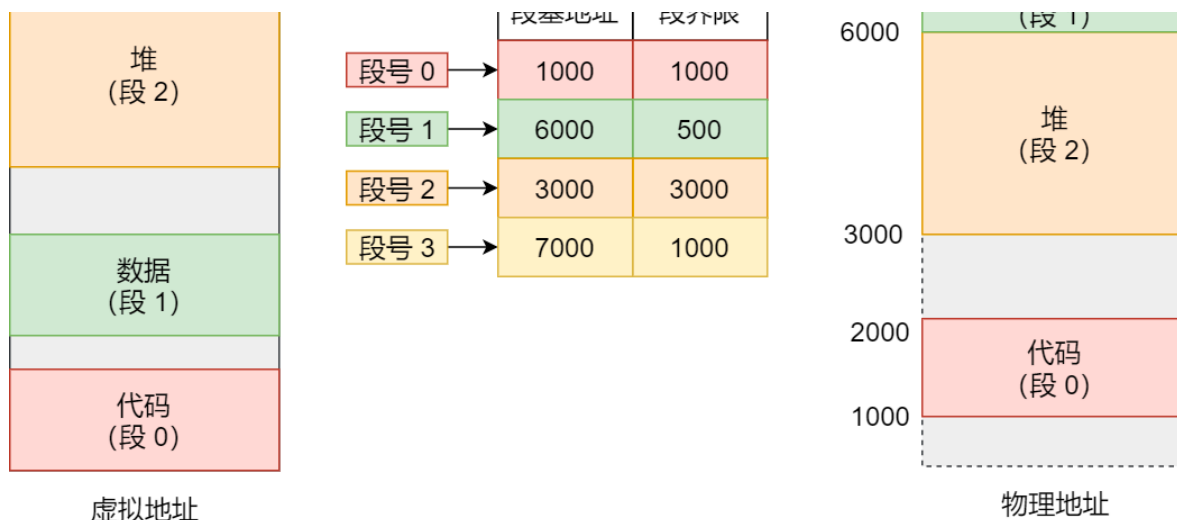 堆
(段 2)
数据
(段 1)
代码
(段 0)
虚拟地址
段基地址 段界限
段号 0 1000 1000
段号 1 6000 500
段号 2 3000 3000
段号 3 7000 1000
(段 1)
6000
堆
(段 2)
3000
2000
代码
(段 0)
1000
物理地址